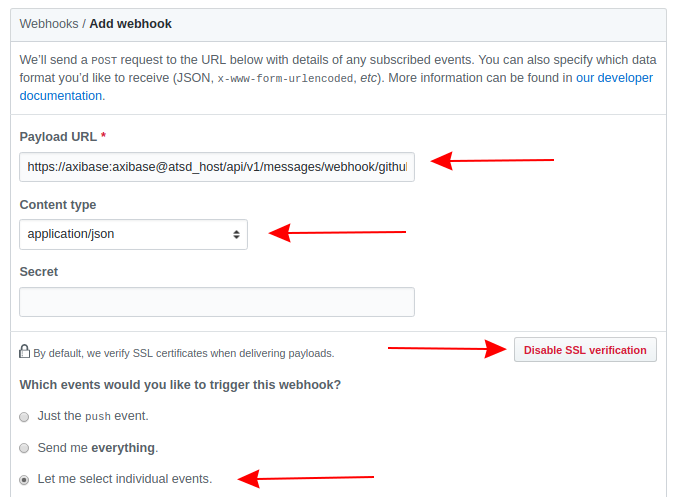 Webhooks / Add webhook
We'll send a POST request to the URL below with details of any subscribed events. You can also specify which data
format you'd like to receive (JSON, x-www-form-urlencoded, etc). More information can be found in our developer
documentation.
Payload URL *
https://axibase:axibase@atsd_host/api/v1/messages/webhook/githu
Content type
application/json
Secret
By default, we verify SSL certificates when delivering payloads.
Disable SSL verification
Which events would you like to trigger this webhook?
Just the push event.
Send me everything.
Let me select individual events.